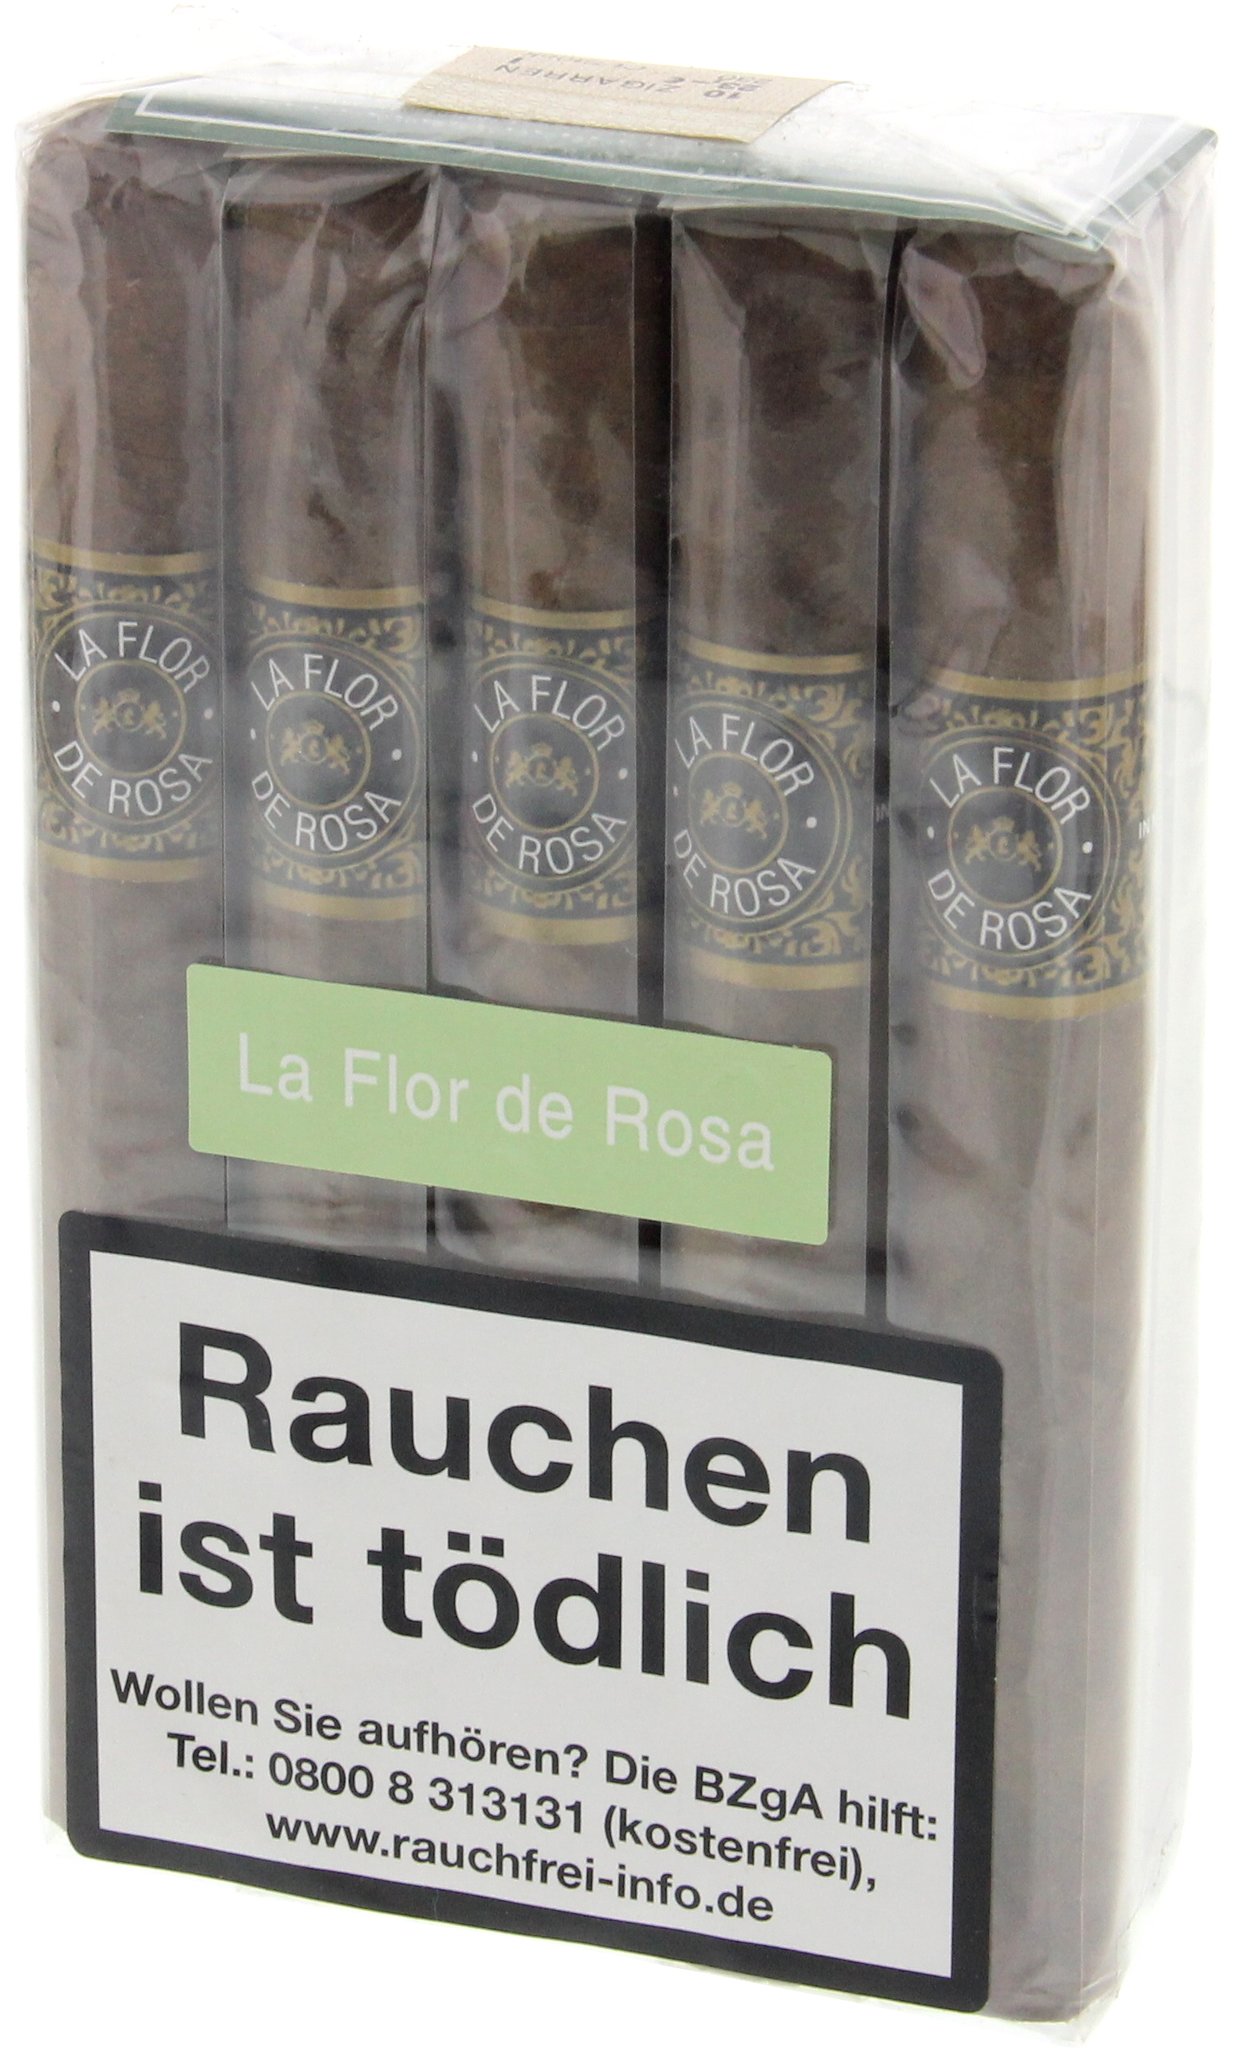 10 ZIGARREN
LA FLOR
DE ROSA
LA FLOR
DE ROSA
LA FLOR
DE ROSA
LA FLOR
DE ROSA
LA FLOR
DE ROSA
La Flor de Rosa
Rauchen
ist tödlich
Wollen Sie aufhören? Die BZgA hilft:
Tel.: 0800 8 313131 (kostenfrei),
www.rauchfrei-info.de